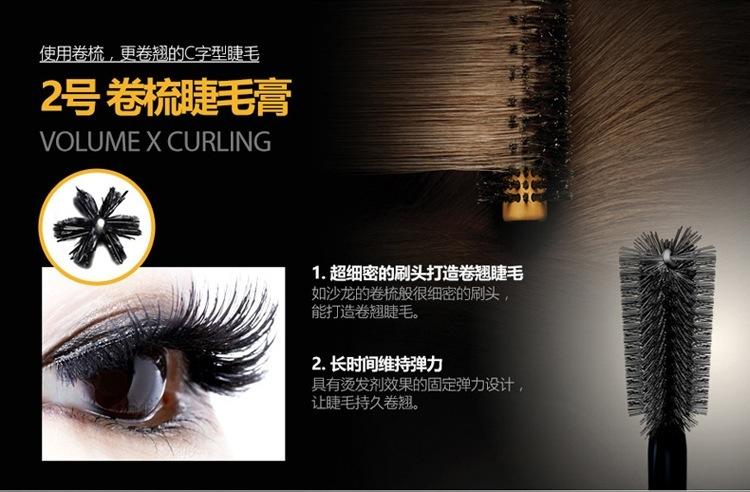 使用卷梳，更卷翘的C字型睫毛
2号 卷梳睫毛膏
VOLUME X CURLING
1. 超细密的刷头打造卷翘睫毛
如沙龙的卷梳般很细密的刷头，
能打造卷翘睫毛。
2. 长时间维持弹力
具有烫发剂效果的固定弹力设计，
让睫毛持久卷翘。